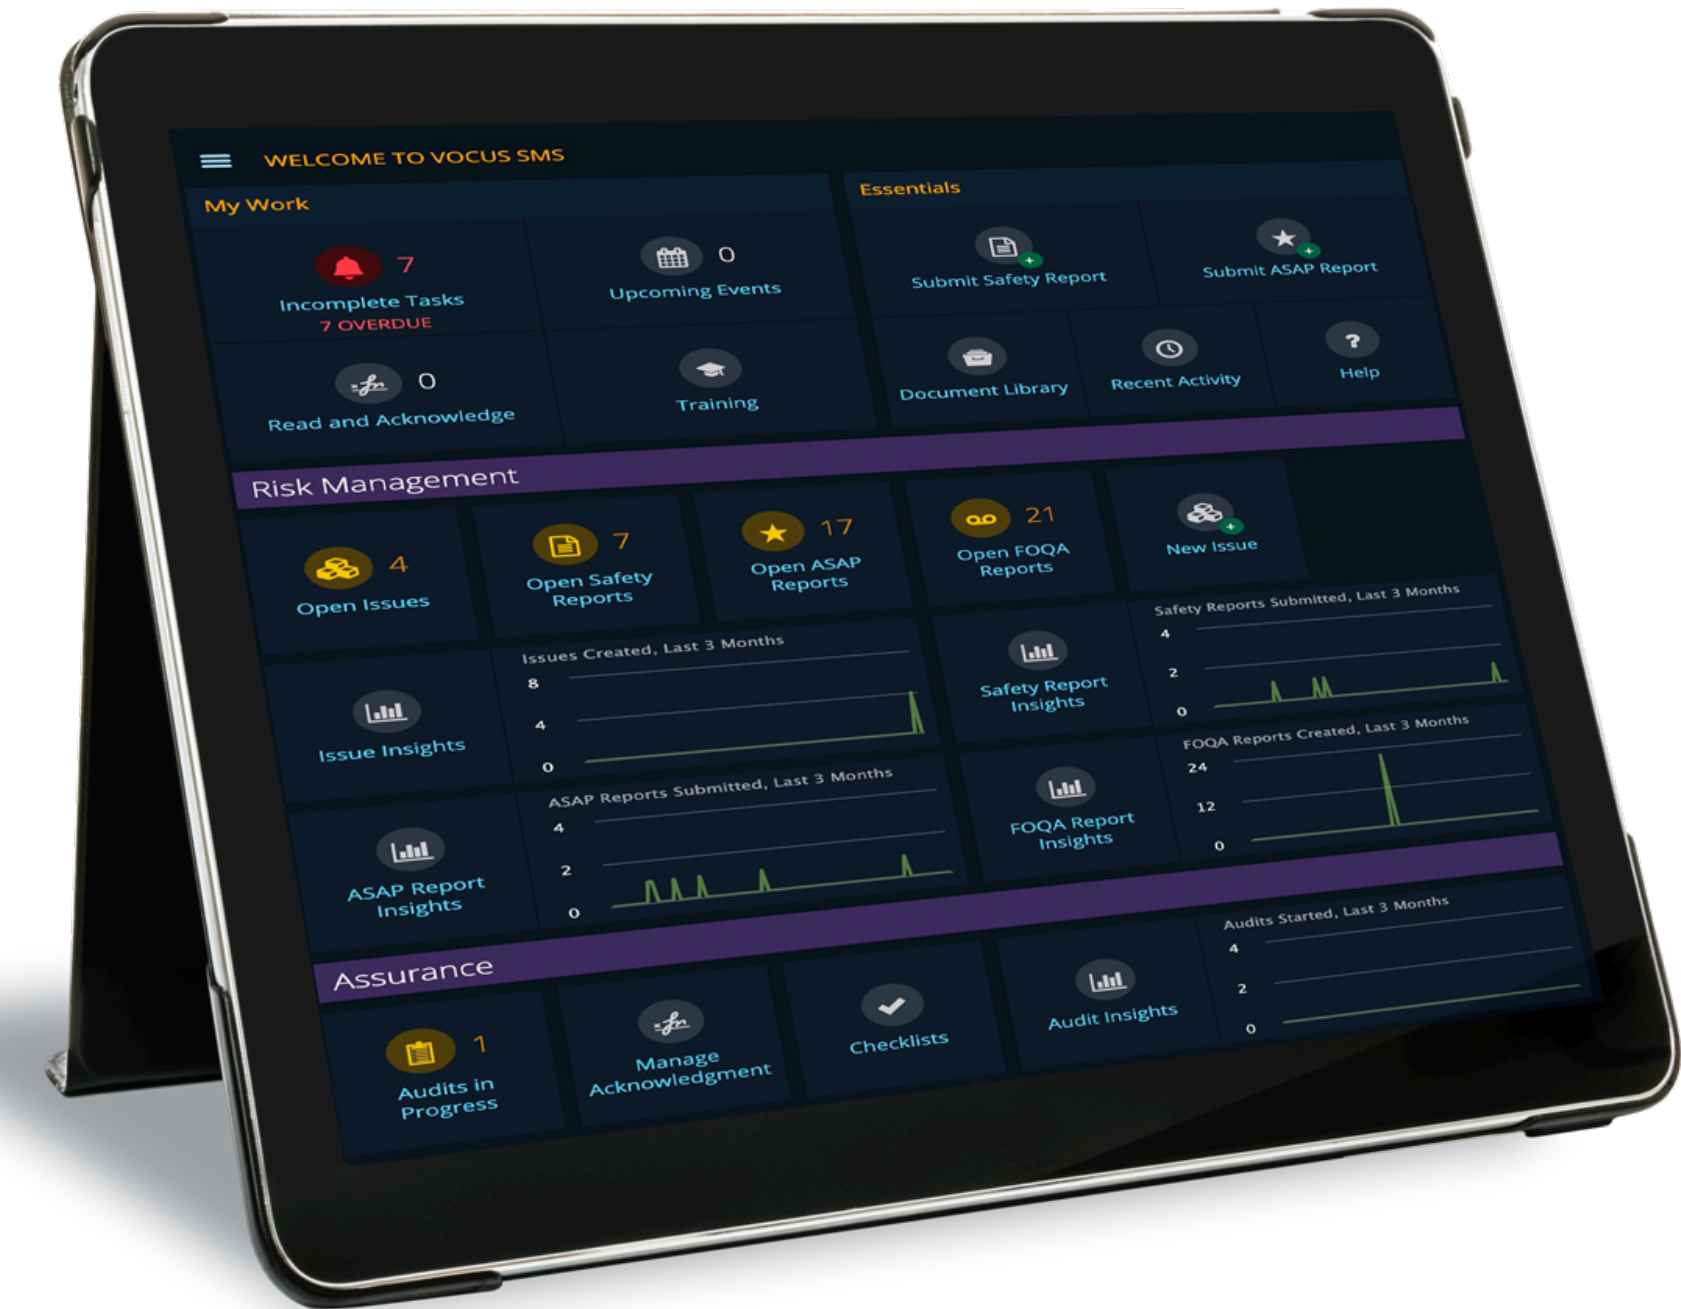 WELCOME TO VOCUS SMS
My Work
Essentials
7
Incomplete Tasks
7 OVERDUE
0
Upcoming Events
Submit Safety Report
Submit ASAP Report
0
Read and Acknowledge
Training
Document Library
Recent Activity
Help
Risk Management
4
Open Issues
7
Open Safety
Reports
17
Open ASAP
Reports
21
Open FOQA
Reports
New Issue
Issue Insights
Issues Created, Last 3 Months
8
4
0
Safety Report
Insights
Safety Reports Submitted, Last 3 Months
4
2
0
ASAP Report
Insights
ASAP Reports Submitted, Last 3 Months
4
2
0
FOQA Report
Insights
FOQA Reports Created, Last 3 Months
24
12
0
Assurance
1
Audits in
Progress
Manage
Acknowledgment
Checklists
Audit Insights
Audits Started, Last 3 Months
4
2
0